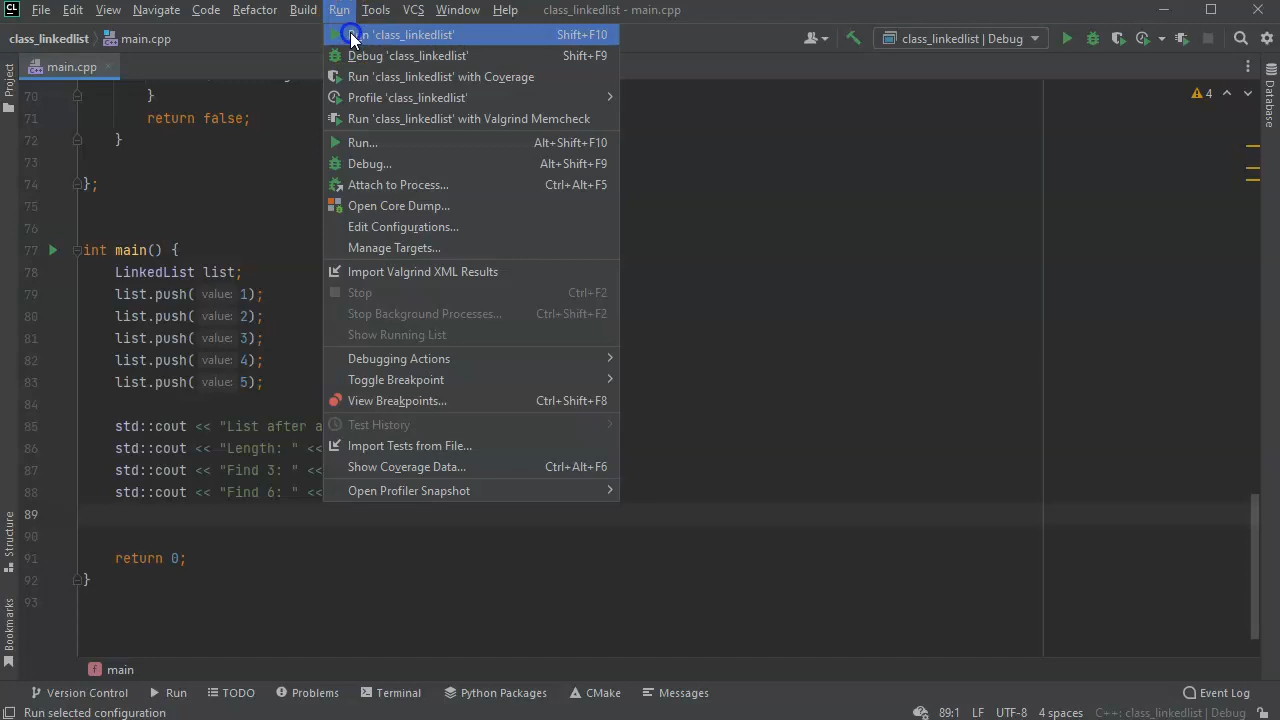 CL File Edit View Navigate Code Refactor Build Run Tools VCS Window Help class_linkedlist - main.cpp
class_linkedlist main.cpp
Run 'class_linkedlist' Shift+F10
class_linkedlist | Debug
main.cpp
Debug 'class_linkedlist' Shift+F9
Run 'class_linkedlist' with Coverage
Profile 'class_linkedlist'
Run 'class_linkedlist' with Valgrind Memcheck
Run... Alt+Shift+F10
Debug... Alt+Shift+F9
Attach to Process... Ctrl+Alt+F5
Open Core Dump...
Edit Configurations...
Manage Targets...
Import Valgrind XML Results
Stop Ctrl+F2
Stop Background Processes... Ctrl+Shift+F2
Show Running List
Debugging Actions
Toggle Breakpoint
View Breakpoints... Ctrl+Shift+F8
Test History
Import Tests from File...
Show Coverage Data... Ctrl+Alt+F6
Open Profiler Snapshot
4
Project
Database
Structure
Bookmarks
70 }
71 return false;
72 }
73
74 };
75
76
77 int main() {
78 LinkedList list;
79 list.push( value: 1);
80 list.push( value: 2);
81 list.push( value: 3);
82 list.push( value: 4);
83 list.push( value: 5);
84
85 std::cout << "List after a
86 std::cout << "Length: " <<
87 std::cout << "Find 3: " <<
88 std::cout << "Find 6: " <<
89
90
91 return 0;
92 }
93
f main
Version Control Run TODO Problems Terminal Python Packages CMake Messages Event Log
Run selected configuration 89:1 LF UTF-8 4 spaces C++: class_linkedlist | Debug